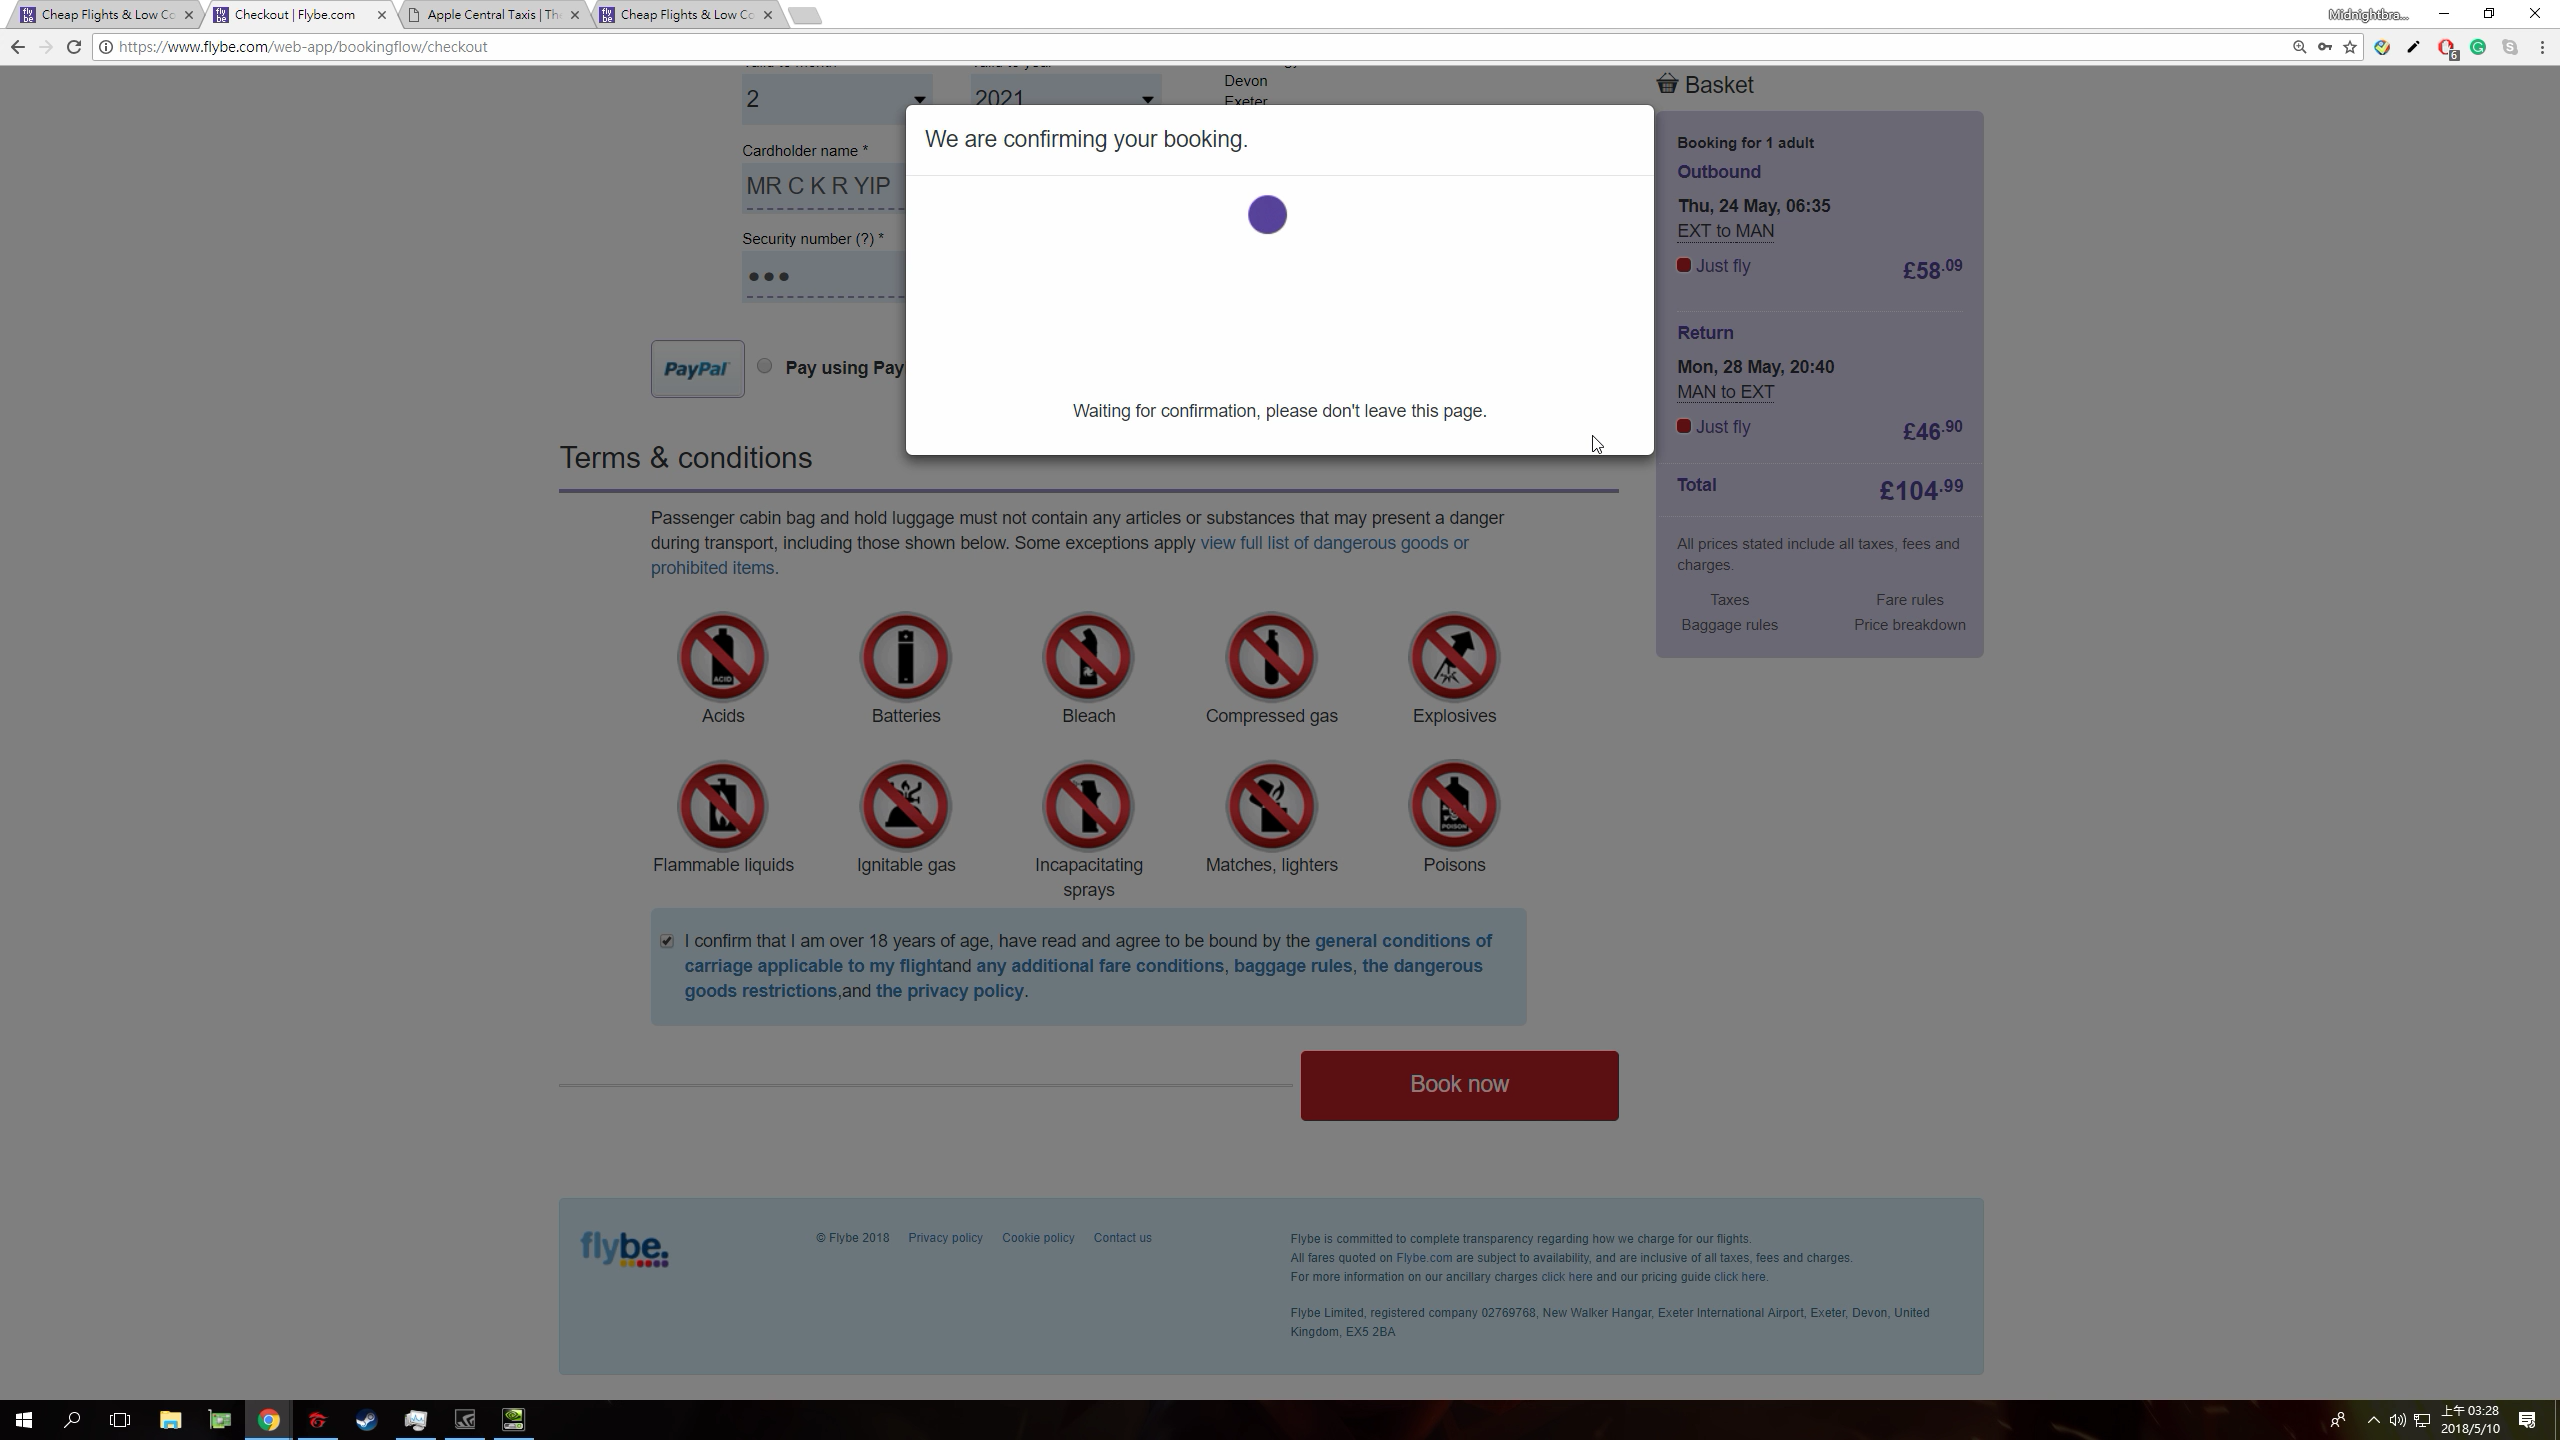 Cheap Flights & Low Co
Checkout | Flybe.com
Apple Central Taxis | Th
Cheap Flights & Low Co
Midnightbra...
https://www.flybe.com/web-app/bookingflow/checkout
6
2
2021
Devon
Exeter
Cardholder name *
MR C K R YIP
Security number (?) *
PayPal
Pay using Pay
We are confirming your booking.
Waiting for confirmation, please don't leave this page.
Basket
Booking for 1 adult
Outbound
Thu, 24 May, 06:35
EXT to MAN
Just fly £58.09
Return
Mon, 28 May, 20:40
MAN to EXT
Just fly £46.90
Total £104.99
All prices stated include all taxes, fees and
charges.
Taxes Fare rules
Baggage rules Price breakdown
Terms & conditions
Passenger cabin bag and hold luggage must not contain any articles or substances that may present a danger
during transport, including those shown below. Some exceptions apply view full list of dangerous goods or
prohibited items.
ACID
Acids Batteries Bleach Compressed gas Explosives
POISON
Flammable liquids Ignitable gas Incapacitating Matches, lighters Poisons
sprays
I confirm that I am over 18 years of age, have read and agree to be bound by the general conditions of
carriage applicable to my flightand any additional fare conditions, baggage rules, the dangerous
goods restrictions,and the privacy policy.
Book now
flybe.
© Flybe 2018 Privacy policy Cookie policy Contact us
Flybe is committed to complete transparency regarding how we charge for our flights.
All fares quoted on Flybe.com are subject to availability, and are inclusive of all taxes, fees and charges.
For more information on our ancillary charges click here and our pricing guide click here.
Flybe Limited, registered company 02769768, New Walker Hangar, Exeter International Airport, Exeter, Devon, United
Kingdom, EX5 2BA
上午 03:28
2018/5/10